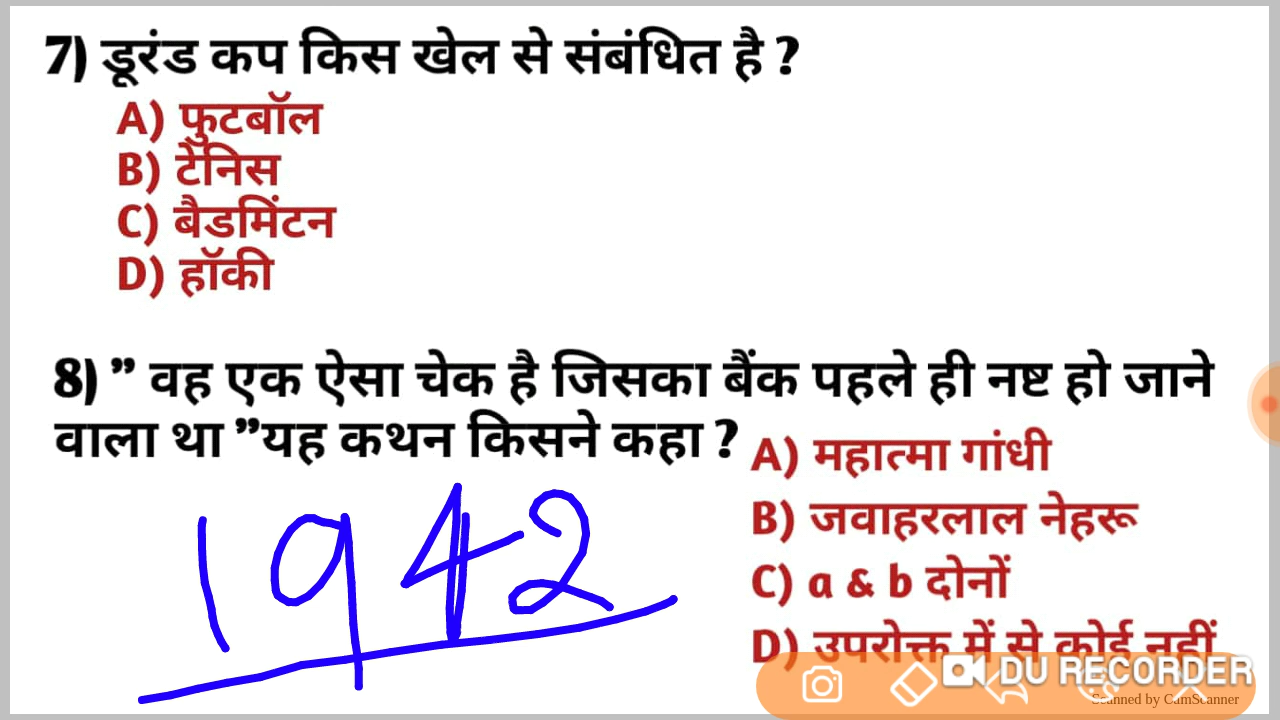 7) डूरंड कप किस खेल से संबंधित है ?
A) फुटबॉल
B) टेनिस
C) बैडमिंटन
D) हॉकी
8) ” वह एक ऐसा चेक है जिसका बैंक पहले ही नष्ट हो जाने
वाला था ”यह कथन किसने कहा ?
A) महात्मा गांधी
B) जवाहरलाल नेहरू
C) a & b दोनों
D) उपरोक्त में से कोई नहीं
1942
DU RECORDER
Scanned by CamScanner